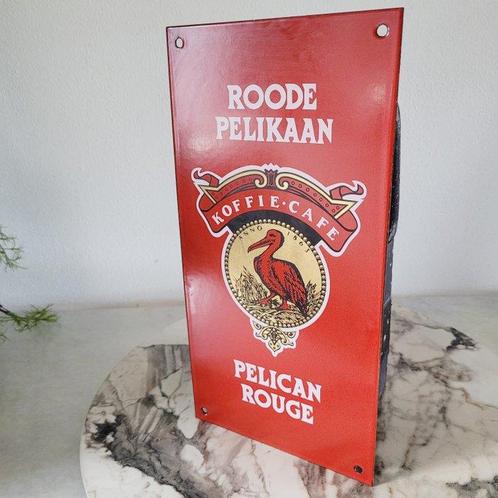 ROODE
PELIKAAN
KOFFIE·CAFE
PELICAN
ROUGE